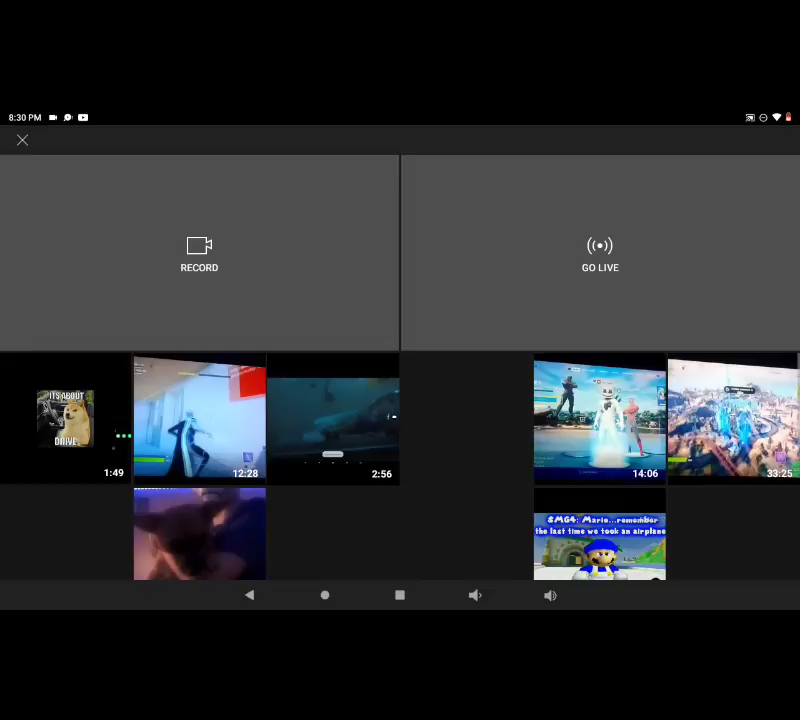 8:30 PM
RECORD
GO LIVE
ITS ABOUT
DRIVE
1:49
12:28
2:56
14:06
33:25
SMG4: Mario...remember
the last time we took an airplane